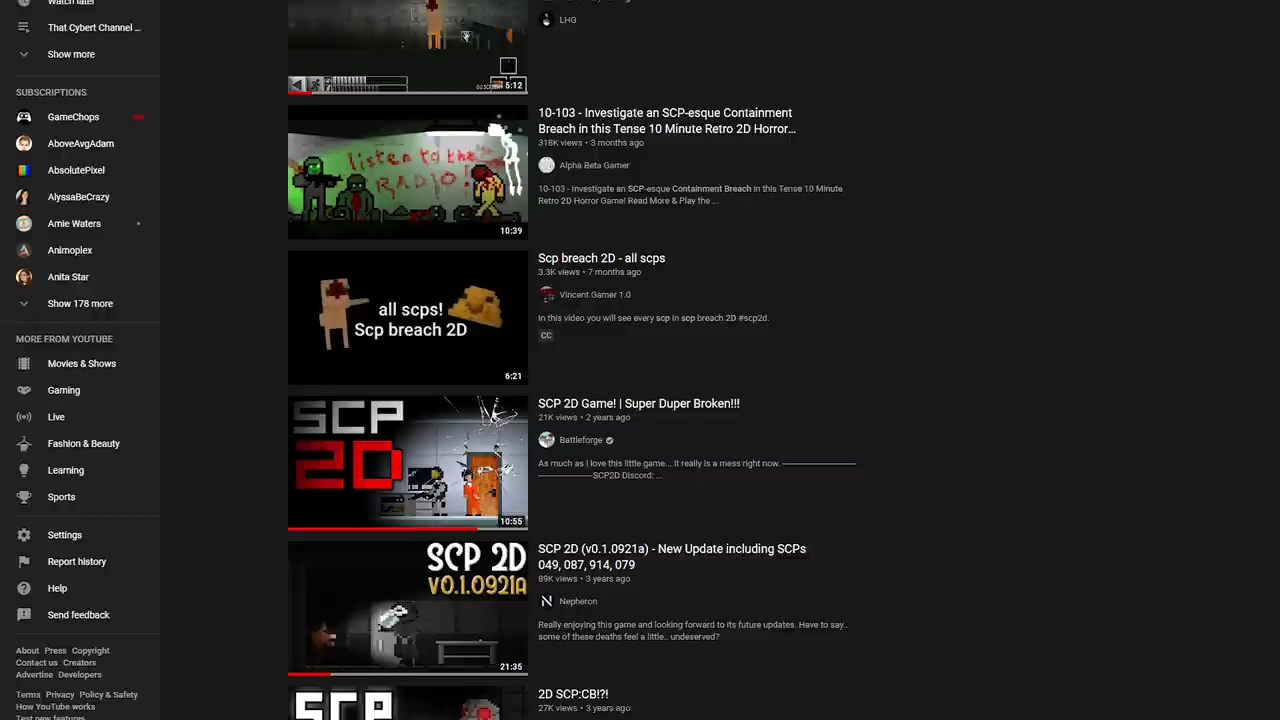 Watch later
That Cybert Channel ...
Show more
SUBSCRIPTIONS
GameChops
AboveAvgAdam
AbsolutePixel
AlyssaBeCrazy
Amie Waters
Animoplex
Anita Star
Show 178 more
MORE FROM YOUTUBE
Movies & Shows
Gaming
Live
Fashion & Beauty
Learning
Sports
Settings
Report history
Help
Send feedback
About Press Copyright
Contact us Creators
Advertise Developers
Terms Privacy Policy & Safety
How YouTube works
Test new features
5:12
LHG
listen to the
RADIO!
10:39
10-103 - Investigate an SCP-esque Containment
Breach in this Tense 10 Minute Retro 2D Horror...
318K views • 3 months ago
Alpha Beta Gamer
10-103 - Investigate an SCP-esque Containment Breach in this Tense 10 Minute
Retro 2D Horror Game! Read More & Play the ...
all scps!
Scp breach 2D
6:21
Scp breach 2D - all scps
3.3K views • 7 months ago
Vincent Gamer 1.0
In this video you will see every scp in scp breach 2D #scp2d.
CC
SCP
2D
10:55
SCP 2D Game! | Super Duper Broken!!!
21K views • 2 years ago
Battleforge
As much as I love this little game... it really is a mess right now. ——————————
———————SCP2D Discord: ...
SCP 2D
V0.1.0921A
21:35
SCP 2D (v0.1.0921a) - New Update including SCPs
049, 087, 914, 079
89K views • 3 years ago
Nepheron
Really enjoying this game and looking forward to its future updates. Have to say..
some of these deaths feel a little.. undeserved?
SCP
2D SCP:CB!?!
27K views • 3 years ago